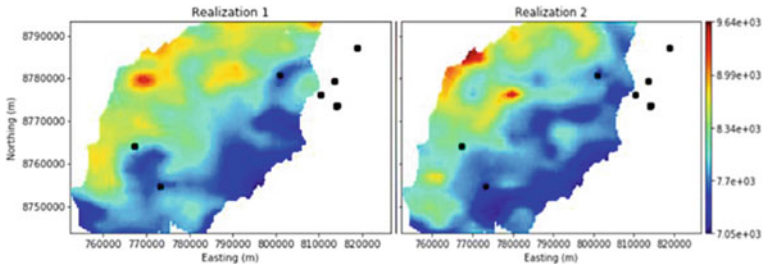 Realization 1
Realization 2
Northing (m)
8790000
8780000
8770000
8760000
8750000
760000 770000 780000 790000 800000 810000 820000
Easting (m)
760000 770000 780000 790000 800000 810000 820000
Easting (m)
9.64e+03
8.99e+03
8.34e+03
7.7e+03
7.05e+03